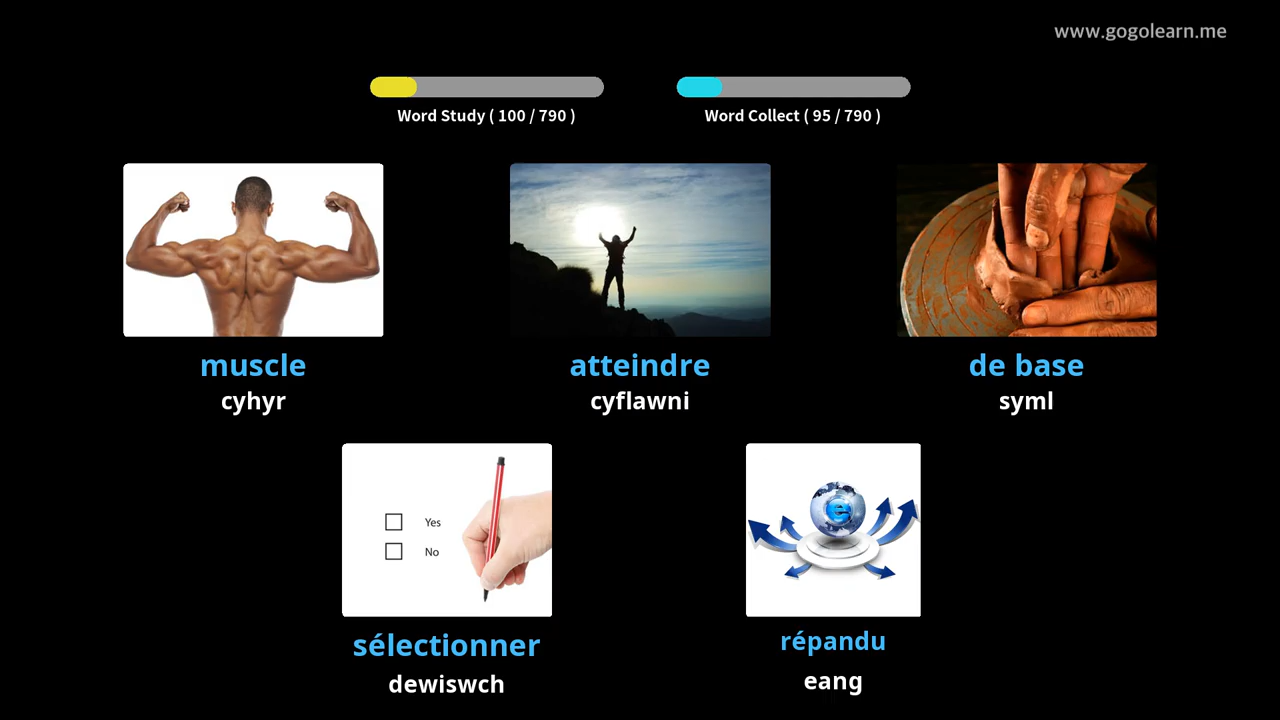 www.gogolearn.me
Word Study ( 100 / 790 )
Word Collect ( 95 / 790 )
muscle
cyhyr
atteindre
cyflawni
de base
syml
Yes
No
sélectionner
dewiswch
e
répandu
eang